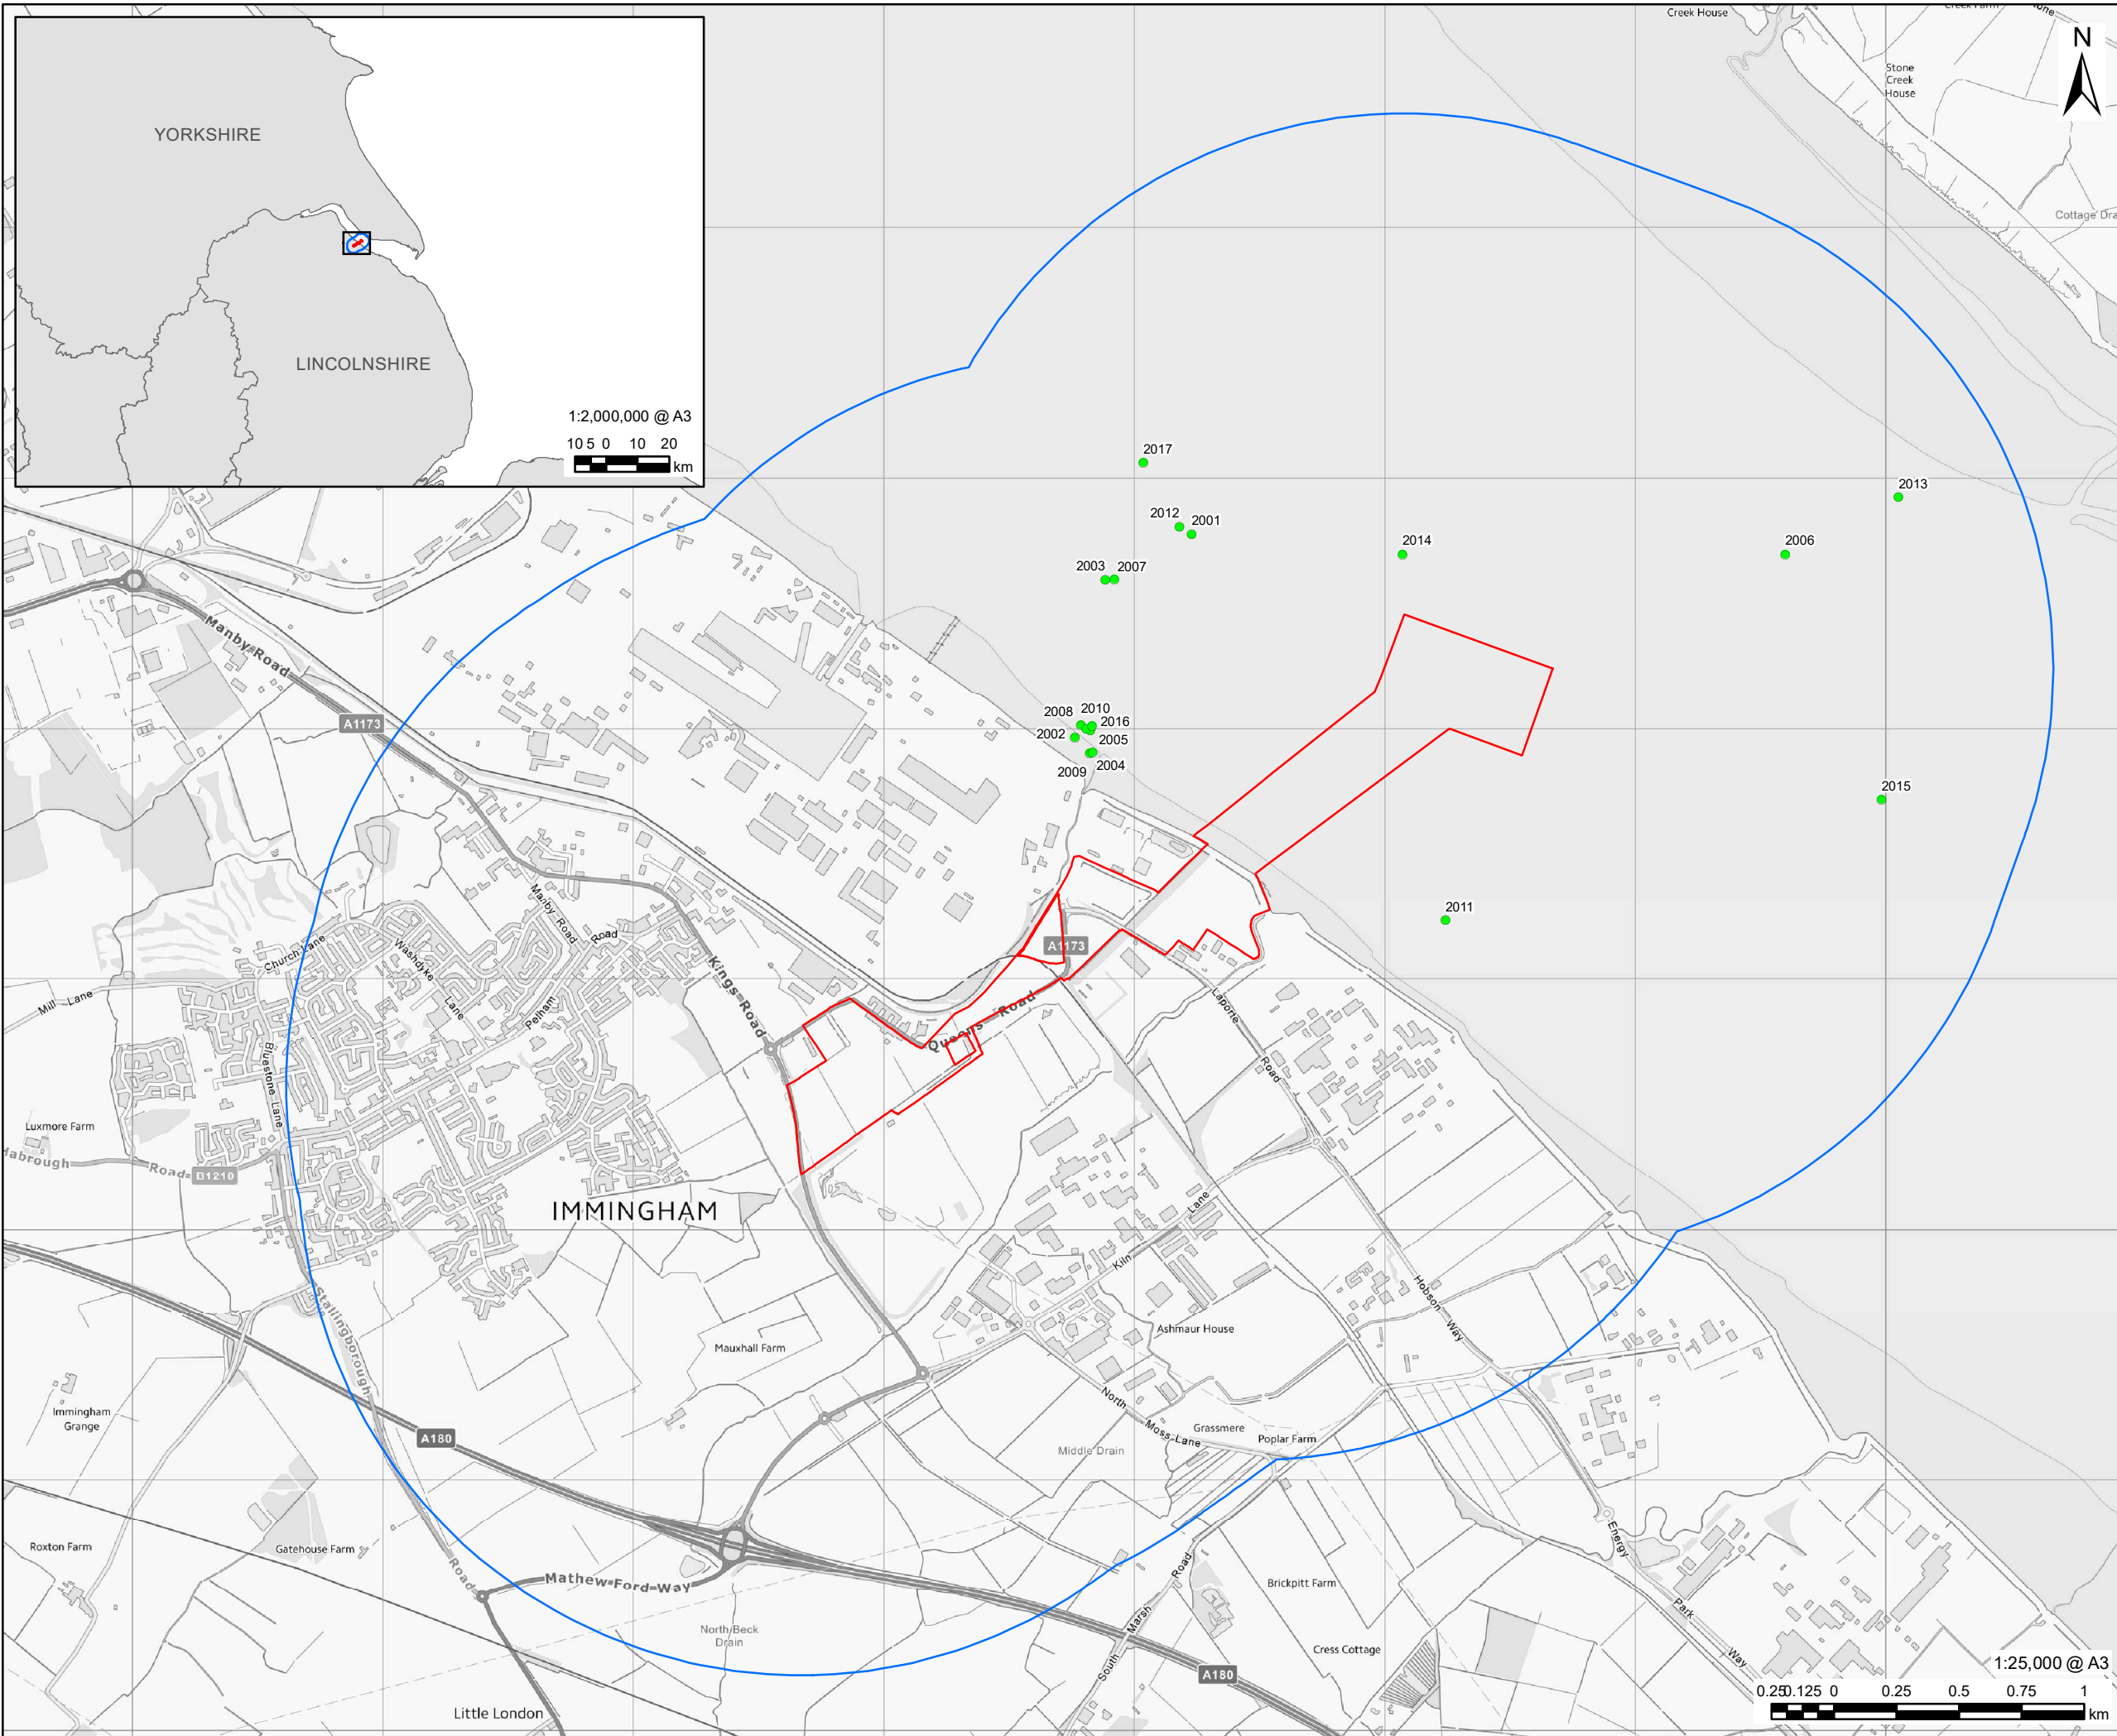 Creek House
N
Stone
Creek
House
YORKSHIRE
LINCOLNSHIRE
1:2,000,000 @ A3
10 5 0 10 20
km
2017
2013
2012
2001
2014
2006
2003
2007
Manby Road
A1173
2008
2010
2016
2002
2005
2009
2004
2015
2011
Manby Road
Church Lane
Washdyke
Lane
Pelham
Road
Kings Road
A1173
Mill Lane
Queens Road
Laporte
Road
Bluestone Lane
Luxmore Farm
Habrough
Road
B1210
IMMINGHAM
Kiln
Lane
Stallingborough
Road
Hobson
Way
Mauxhall Farm
Ashmaur House
Immingham
Grange
A180
North
Moss Lane
Grassmere
Poplar Farm
Middle Drain
Roxton Farm
Gatehouse Farm
Mathew Ford Way
Brickpitt Farm
Energy
Park
Way
North Beck
Drain
South
Marsh
Road
Cress Cottage
A180
Little London
1:25,000 @ A3
0.25 0.125 0 0.25 0.5 0.75 1
km